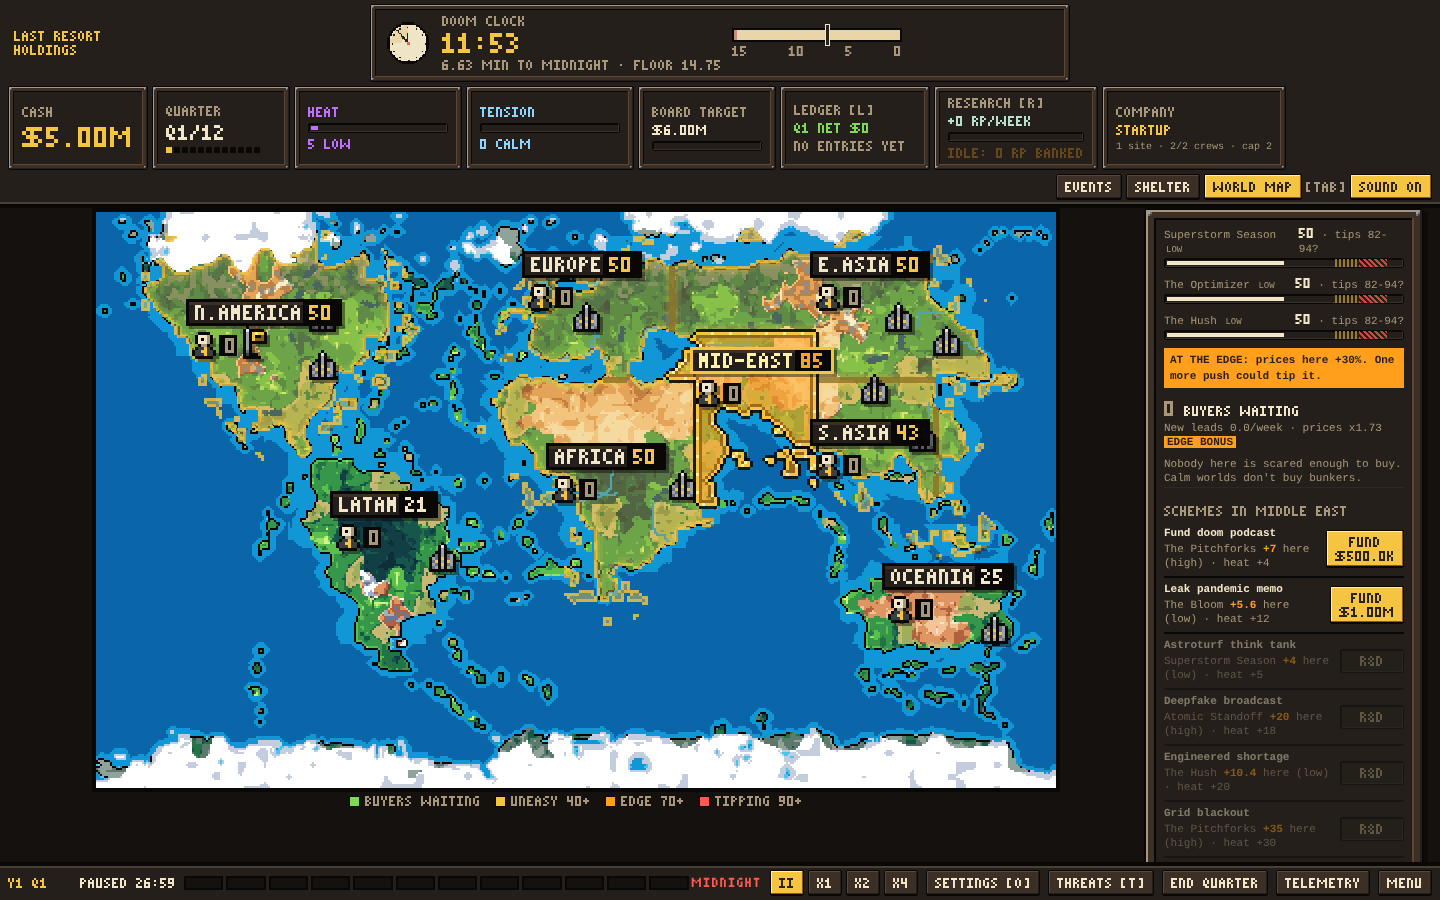 LAST RESORT
HOLDINGS
DOOM CLOCK
11:53
6.63 MIN TO MIDNIGHT · FLOOR 14.75
15 10 5 0
CASH
$5.00M
QUARTER
Q1/12
HEAT
5 LOW
TENSION
0 CALM
BOARD TARGET
$6.00M
LEDGER [L]
Q1 NET $0
NO ENTRIES YET
RESEARCH [R]
+0 RP/WEEK
IDLE: 0 RP BANKED
COMPANY
STARTUP
1 site · 2/2 crews · cap 2
EVENTS
SHELTER
WORLD MAP
[TAB]
SOUND ON
EUROPE 50
0
E.ASIA 50
0
N.AMERICA 50
0
MID-EAST 85
0
S.ASIA 43
0
AFRICA 50
0
LATAM 21
0
OCEANIA 25
0
BUYERS WAITING
UNEASY 40+
EDGE 70+
TIPPING 90+
Superstorm Season LOW 50 · tips 82-94?
The Optimizer LOW 50 · tips 82-94?
The Hush LOW 50 · tips 82-94?
AT THE EDGE: prices here +30%. One
more push could tip it.
0 BUYERS WAITING
New leads 0.0/week · prices x1.73
EDGE BONUS
Nobody here is scared enough to buy.
Calm worlds don't buy bunkers.
SCHEMES IN MIDDLE EAST
Fund doom podcast
The Pitchforks +7 here
(high) · heat +4
FUND
$500.0K
Leak pandemic memo
The Bloom +5.6 here
(low) · heat +12
FUND
$1.00M
Astroturf think tank
Superstorm Season +4 here
(low) · heat +5
R&D
Deepfake broadcast
Atomic Standoff +20 here
(high) · heat +18
R&D
Engineered shortage
The Hush +10.4 here (low)
· heat +20
R&D
Grid blackout
The Pitchforks +35 here
(high) · heat +30
R&D
Y1 Q1
PAUSED 26:59
MIDNIGHT
II
X1
X2
X4
SETTINGS [O]
THREATS [T]
END QUARTER
TELEMETRY
MENU